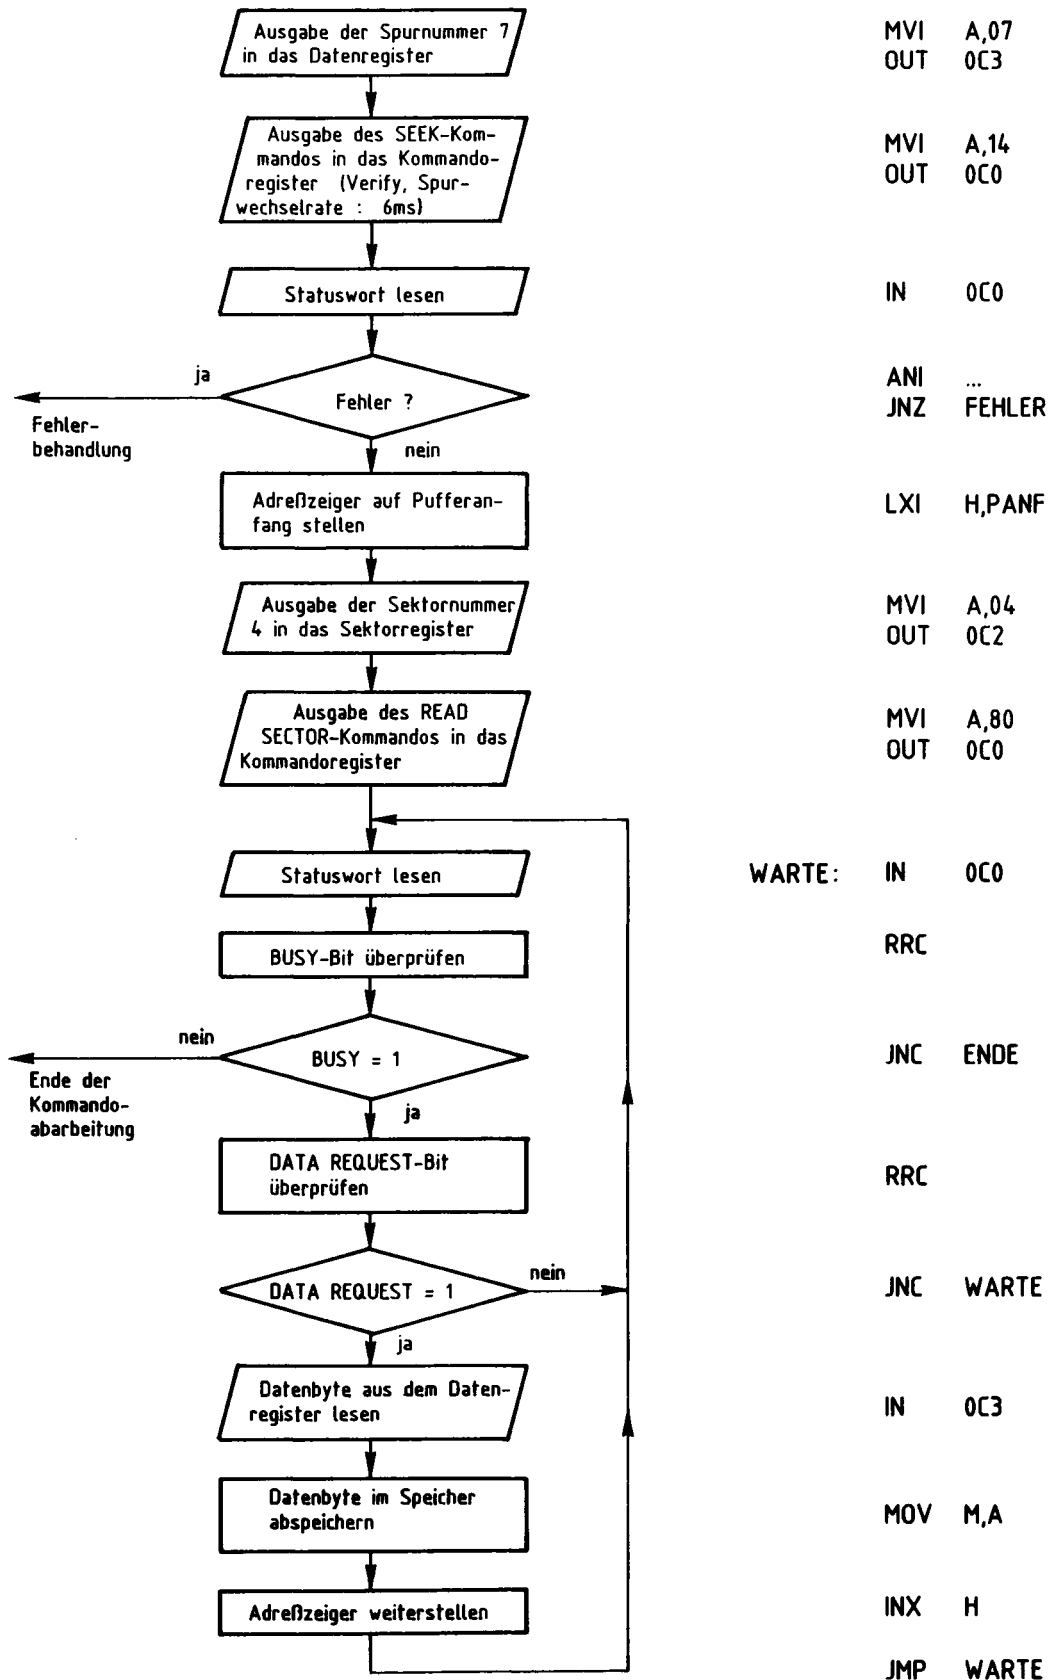 Ausgabe der Spurnummer 7
in das Datenregister
MVI A,07
OUT 0C3
Ausgabe des SEEK-Kom-
mandos in das Kommando-
register (Verify, Spur-
wechselrate : 6ms)
MVI A,14
OUT 0C0
Statuswort lesen
IN 0C0
ja
Fehler ?
nein
Fehler-
behandlung
ANI ...
JNZ FEHLER
Adreßzeiger auf Pufferan-
fang stellen
LXI H,PANF
Ausgabe der Sektornummer
4 in das Sektorregister
MVI A,04
OUT 0C2
Ausgabe des READ
SECTOR-Kommandos in das
Kommandoregister
MVI A,80
OUT 0C0
Statuswort lesen
WARTE: IN 0C0
BUSY-Bit überprüfen
RRC
nein
BUSY = 1
ja
Ende der
Kommando-
abarbeitung
JNC ENDE
DATA REQUEST-Bit
überprüfen
RRC
DATA REQUEST = 1
nein
ja
JNC WARTE
Datenbyte aus dem Daten-
register lesen
IN 0C3
Datenbyte im Speicher
abspeichern
MOV M,A
Adreßzeiger weiterstellen
INX H
JMP WARTE